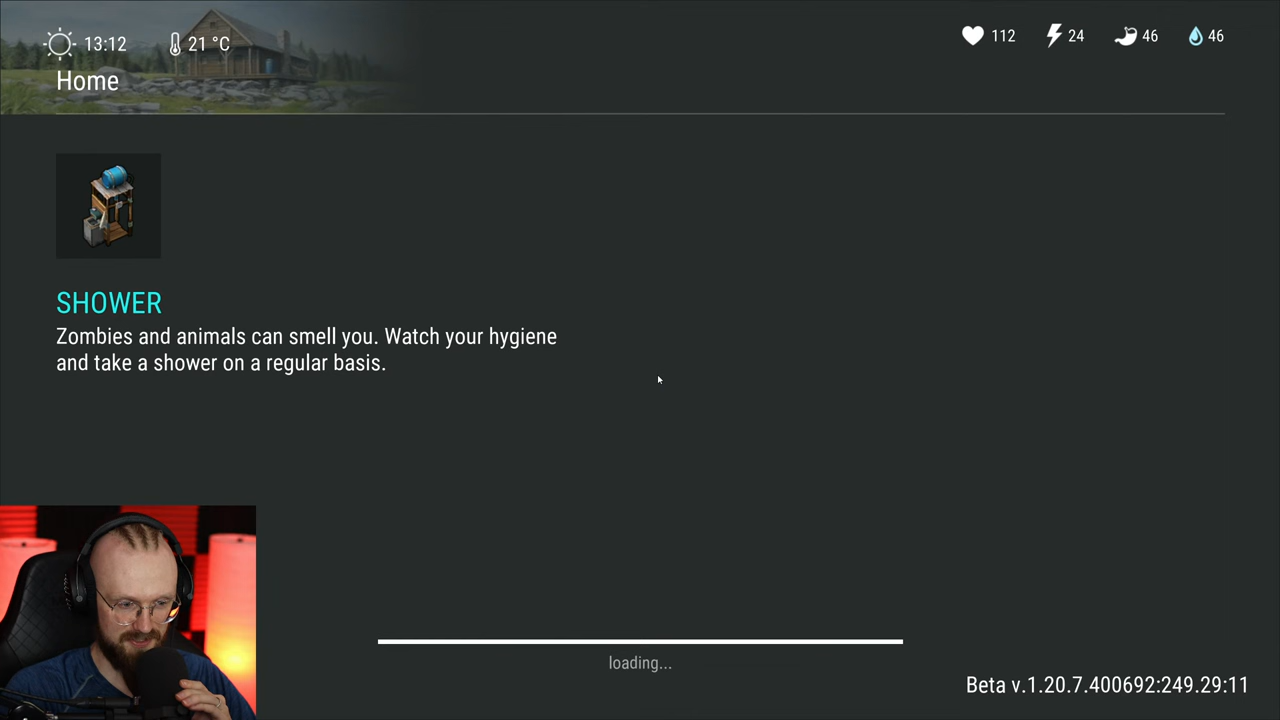 13:12 21 °C 112 24 46 46
Home
SHOWER
Zombies and animals can smell you. Watch your hygiene
and take a shower on a regular basis.
loading...
Beta v.1.20.7.400692:249.29:11